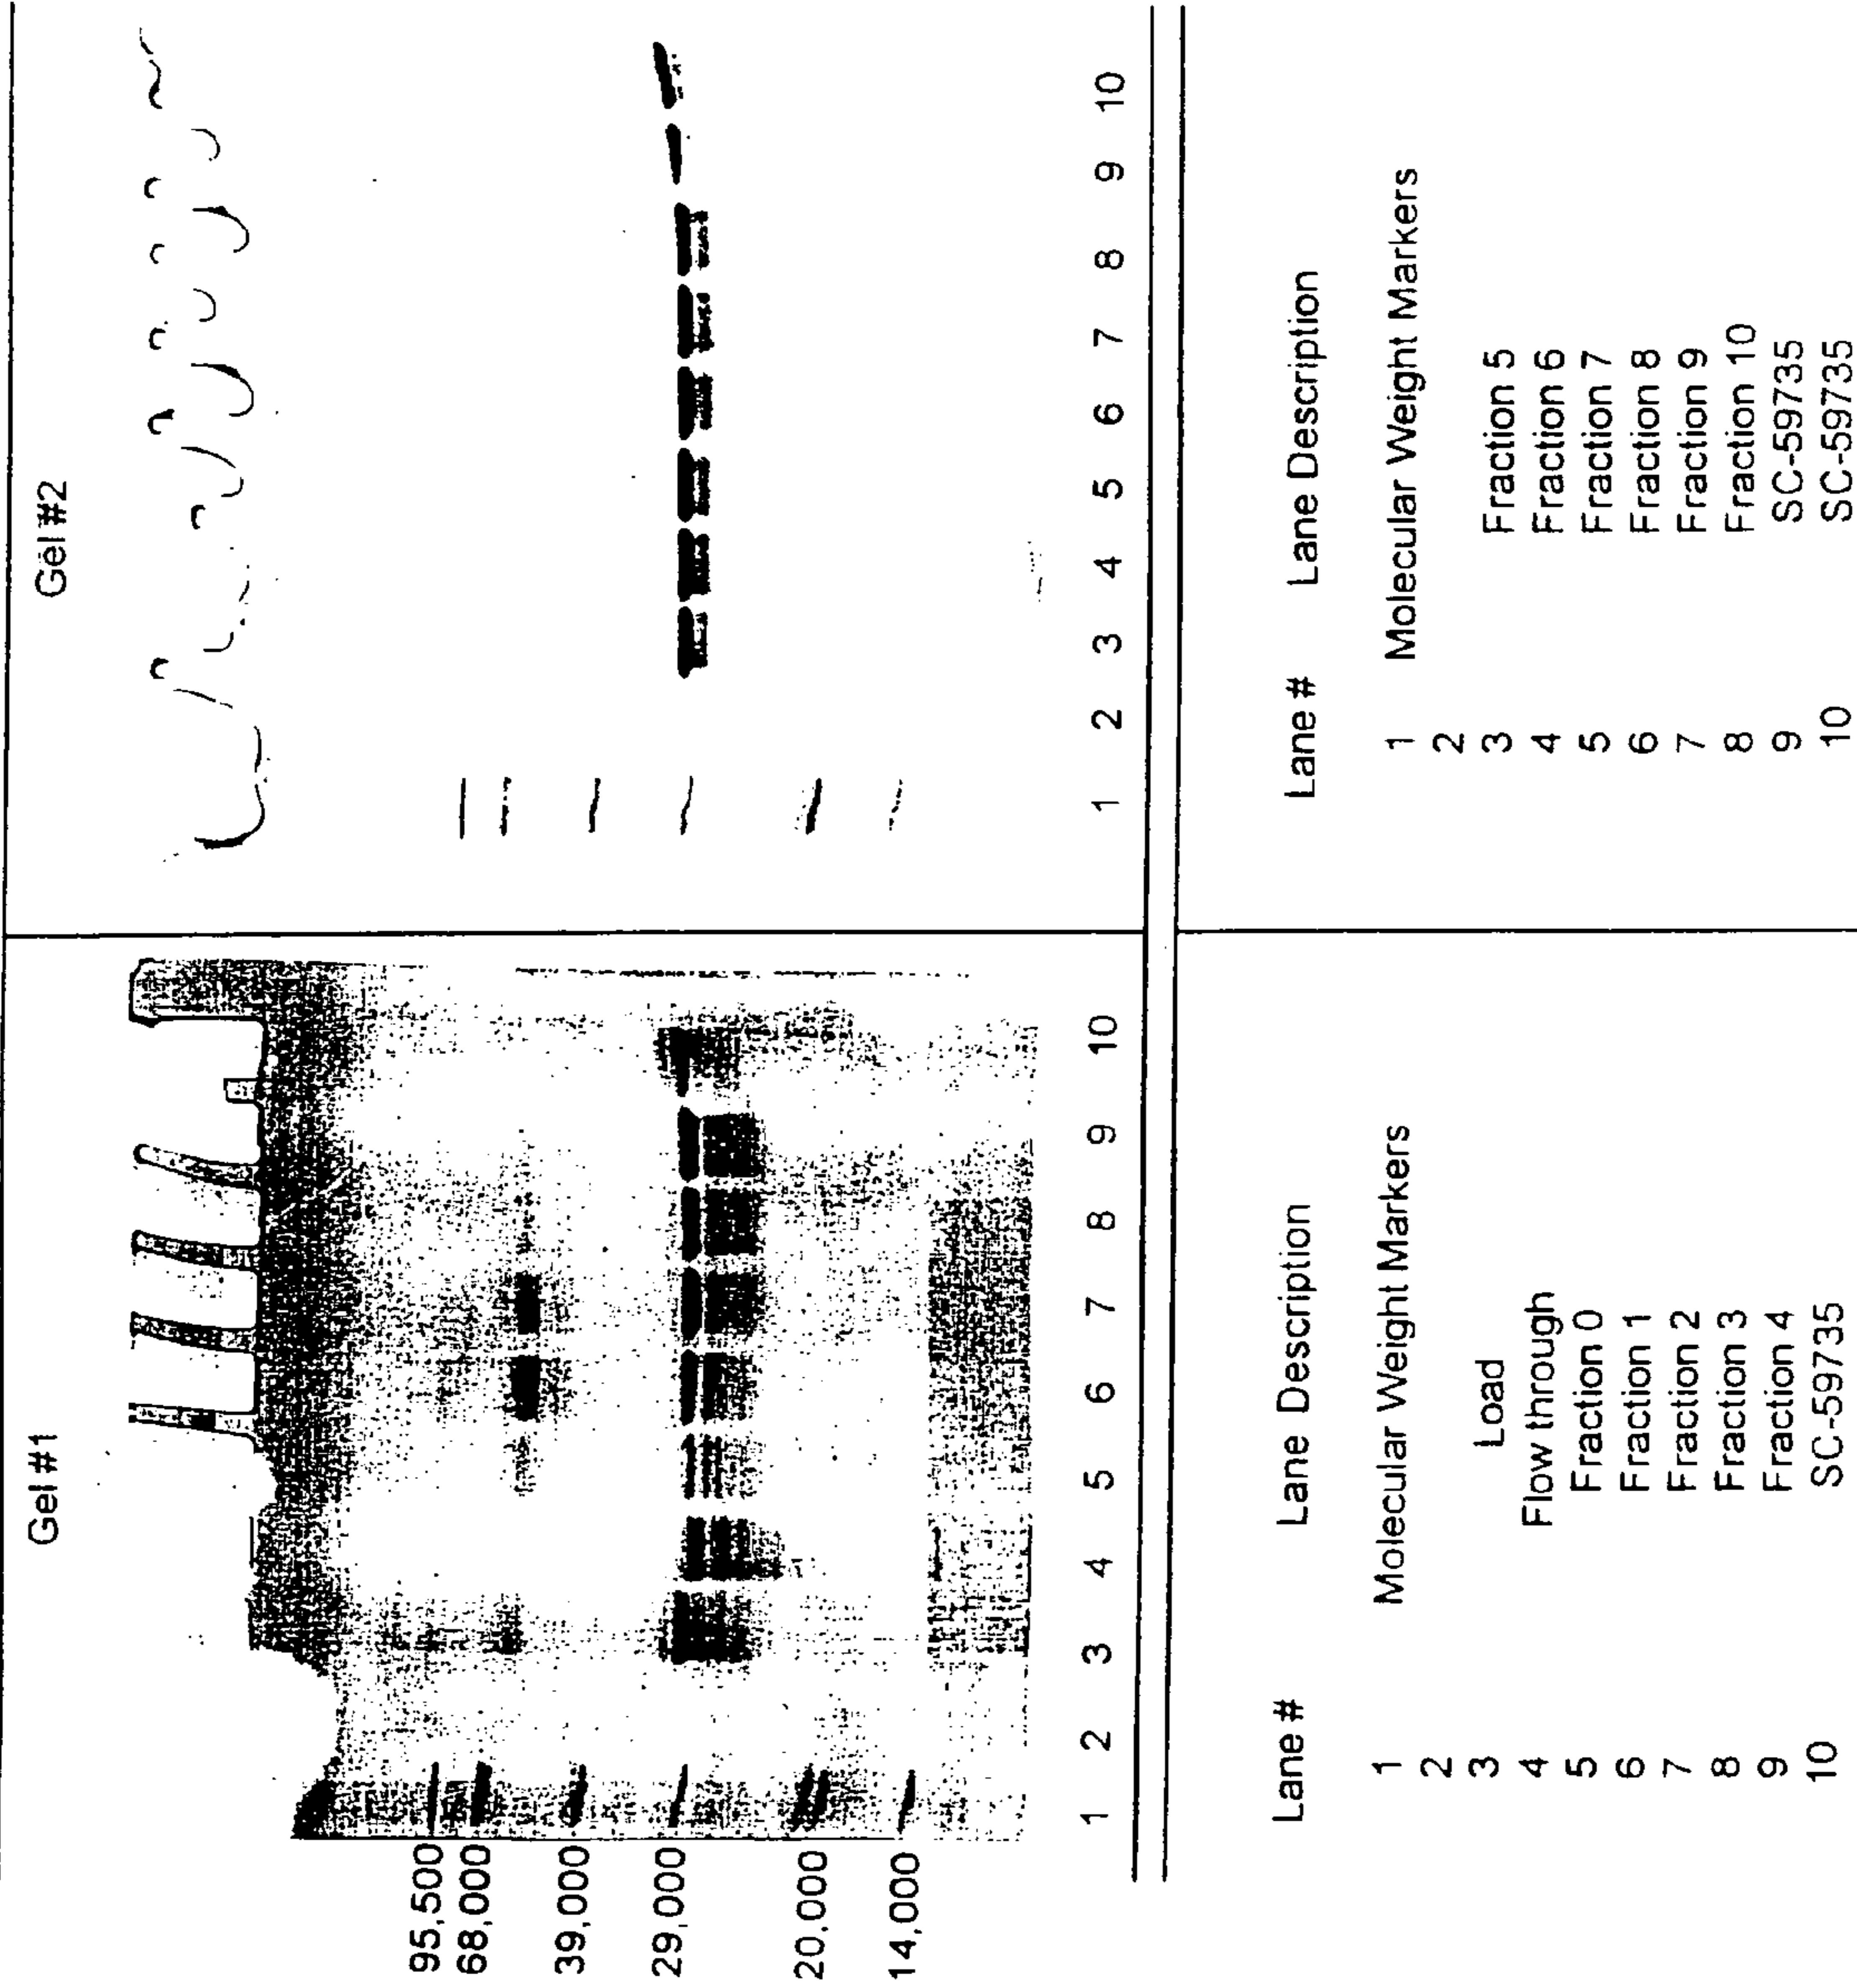 Gel #1
95,500
68,000
39,000
29,000
20,000
14,000
1 2 3 4 5 6 7 8 9 10
Lane # Lane Description
1 Molecular Weight Markers
2
3 Load
4 Flow through
5 Fraction 0
6 Fraction 1
7 Fraction 2
8 Fraction 3
9 Fraction 4
10 SC-59735
Gel #2
1 2 3 4 5 6 7 8 9 10
Lane # Lane Description
1 Molecular Weight Markers
2
3 Fraction 5
4 Fraction 6
5 Fraction 7
6 Fraction 8
7 Fraction 9
8 Fraction 10
9 SC-59735
10 SC-59735